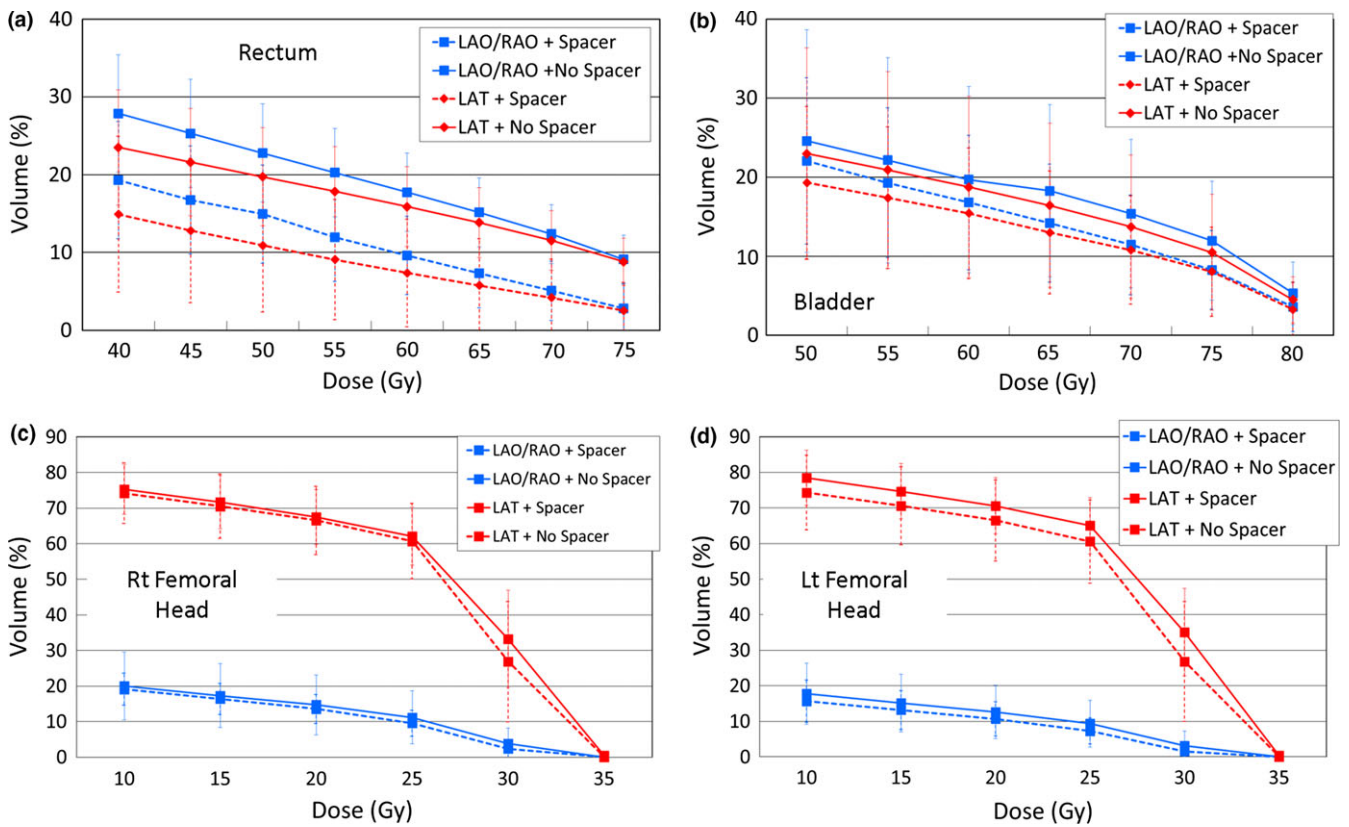 (a)
40
30
20
10
0
Volume (%)
Rectum
LAO/RAO + Spacer
LAO/RAO +No Spacer
LAT + Spacer
LAT + No Spacer
40 45 50 55 60 65 70 75
Dose (Gy)
(b)
40
30
20
10
0
Volume (%)
Bladder
LAO/RAO + Spacer
LAO/RAO +No Spacer
LAT + Spacer
LAT + No Spacer
50 55 60 65 70 75 80
Dose (Gy)
(c)
90
80
70
60
50
40
30
20
10
0
Volume (%)
Rt Femoral
Head
LAO/RAO + Spacer
LAO/RAO + No Spacer
LAT + Spacer
LAT + No Spacer
10 15 20 25 30 35
Dose (Gy)
(d)
90
80
70
60
50
40
30
20
10
0
Volume (%)
Lt Femoral
Head
LAO/RAO + Spacer
LAO/RAO + No Spacer
LAT + Spacer
LAT + No Spacer
10 15 20 25 30 35
Dose (Gy)